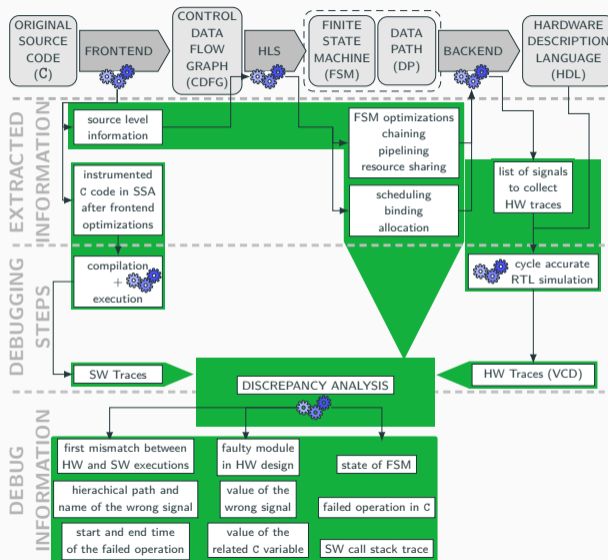 ORIGINAL
SOURCE
CODE (C)
FRONTEND
CONTROL
DATA
FLOW
GRAPH
(CDFG)
HLS
FINITE
STATE
MACHINE
(FSM)
DATA
PATH
(DP)
BACKEND
HARDWARE
DESCRIPTION
LANGUAGE
(HDL)
EXTRACTED
INFORMATION
source level
information
instrumented
C code in SSA
after frontend
optimizations
FSM optimizations
chaining
pipelining
resource sharing
scheduling
binding
allocation
list of signals
to collect
HW traces
DEBUGGING
STEPS
compilation
+
execution
cycle accurate
RTL simulation
SW Traces
DISCREPANCY ANALYSIS
HW Traces (VCD)
DEBUG
INFORMATION
first mismatch between
HW and SW executions
faulty module
in HW design
state of FSM
hierachical path and
name of the wrong signal
value of the
wrong signal
failed operation in C
start and end time
of the failed operation
value of the
related C variable
SW call stack trace